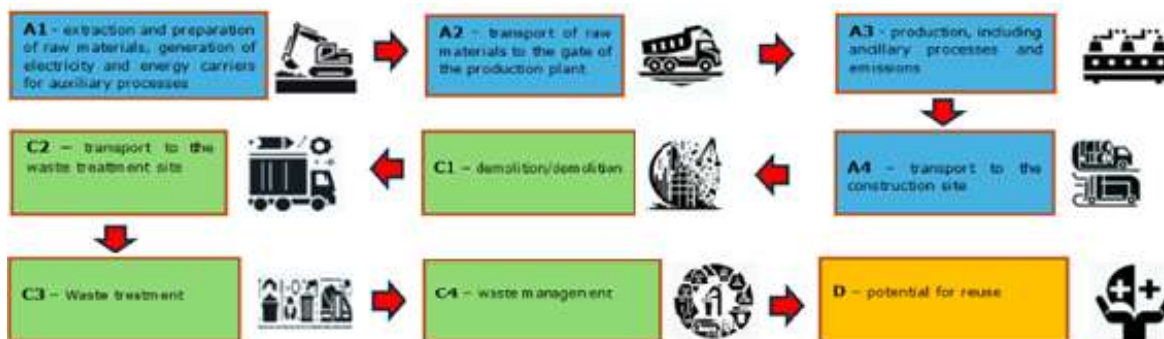 A1 - extraction and preparation
of raw materials, generation of
electricity and energy carriers
for auxiliary processes
A2 - transport of raw
materials to the gate of
the production plant
A3 - production, including
ancillary processes and
emissions
C2 – transport to the
waste treatment site
C1 – demolition/demolition
A4 – transport to the
construction site
C3 – Waste treatment
C4 – waste management
D – potential for reuse